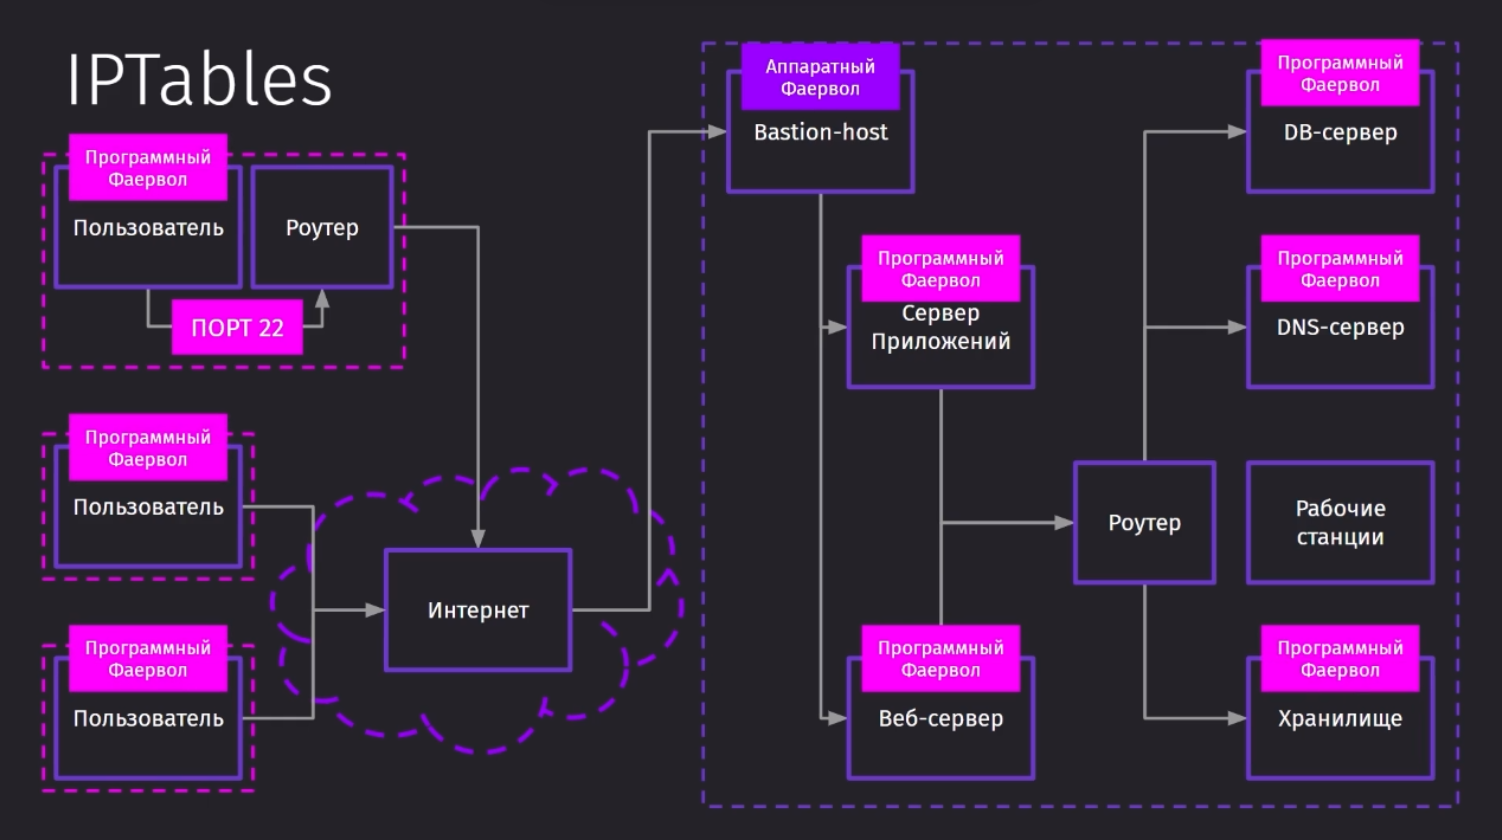 IPTables
Программный
Фаервол
Пользователь
Роутер
ПОРТ 22
Программный
Фаервол
Пользователь
Программный
Фаервол
Пользователь
Интернет
Аппаратный
Фаервол
Bastion-host
Программный
Фаервол
Сервер
Приложений
Программный
Фаервол
Веб-сервер
Роутер
Программный
Фаервол
DB-сервер
Программный
Фаервол
DNS-сервер
Рабочие
станции
Программный
Фаервол
Хранилище